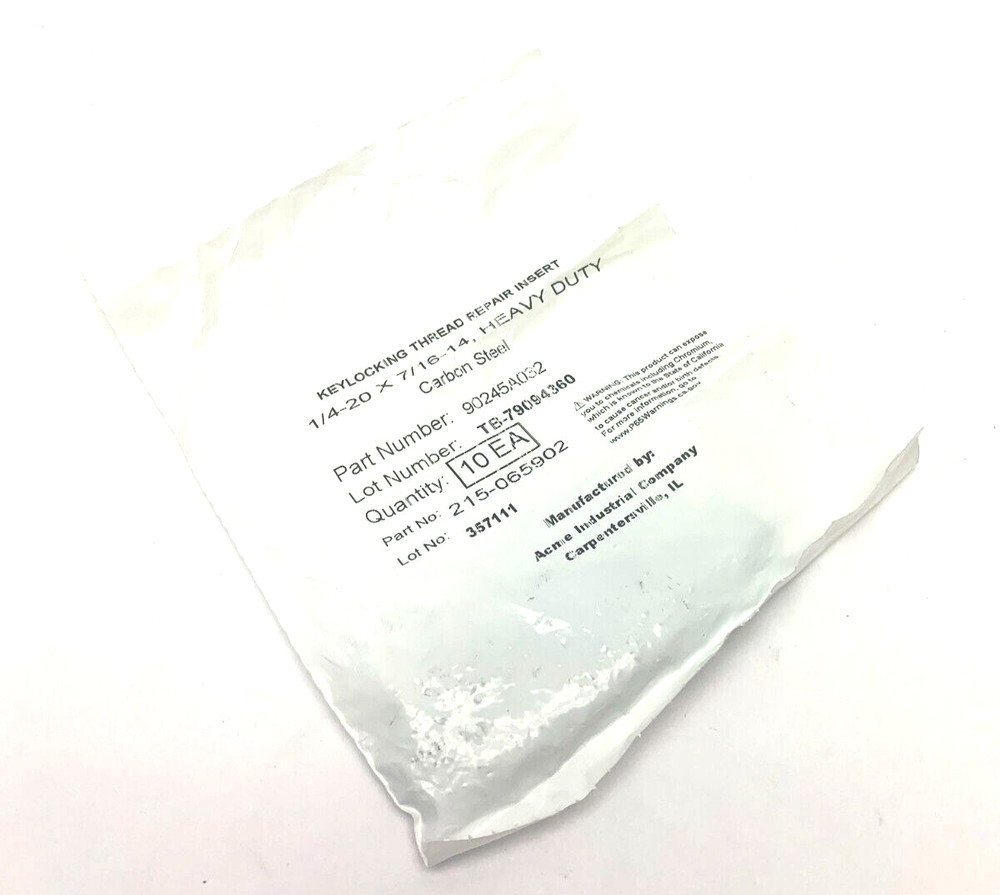 KEYLOCKING THREAD REPAIR INSERT
1/4-20 X 7/16-14, HEAVY DUTY
Carbon Steel
Part Number: 90245A032
Lot Number: TB-79094360
Quantity: 10 EA
Part No: 215-065902
Lot No: 357111
⚠ WARNING: This product can expose
you to chemicals including Chromium,
which is known to the State of California
to cause cancer and/or birth defects.
For more information, go to
www.P65Warnings.ca.gov
Manufactured by:
Acme Industrial Company
Carpentersville, IL